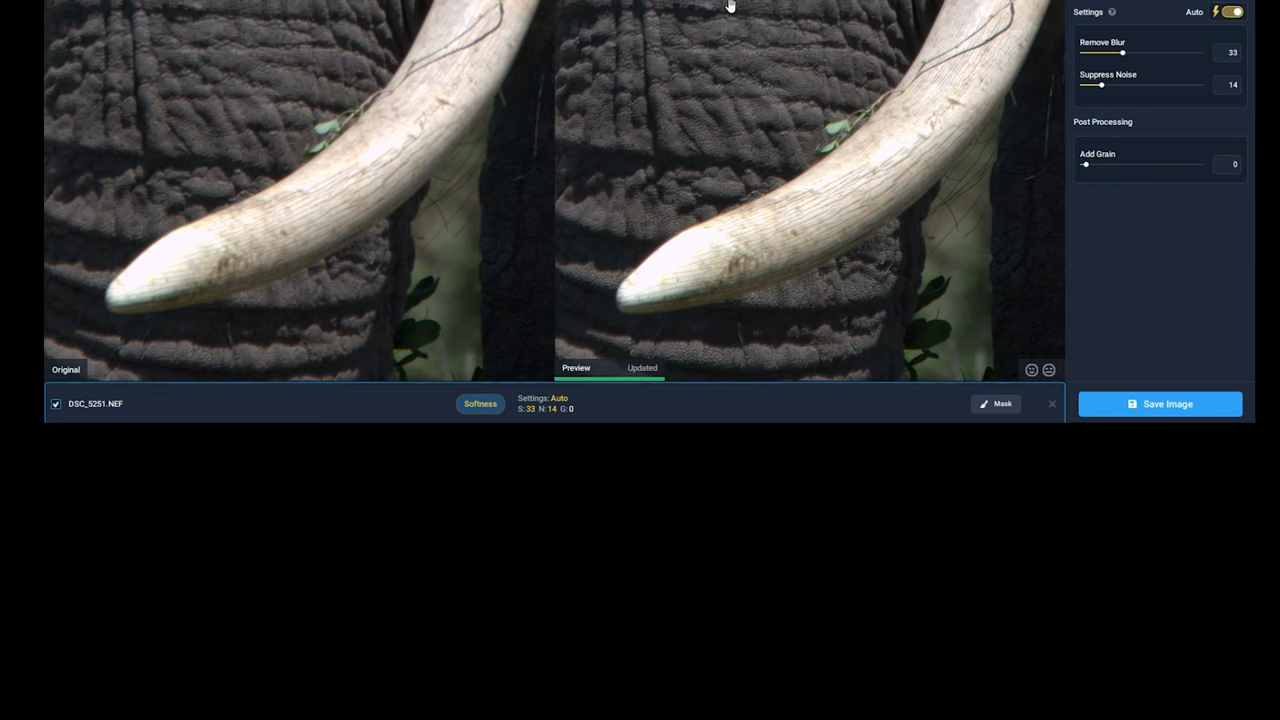 Settings Auto
Remove Blur
33
Suppress Noise
14
Post Processing
Add Grain
0
Original
Preview Updated
DSC_5251.NEF
Softness
Settings: Auto
S: 33 N: 14 G: 0
Mask
Save Image